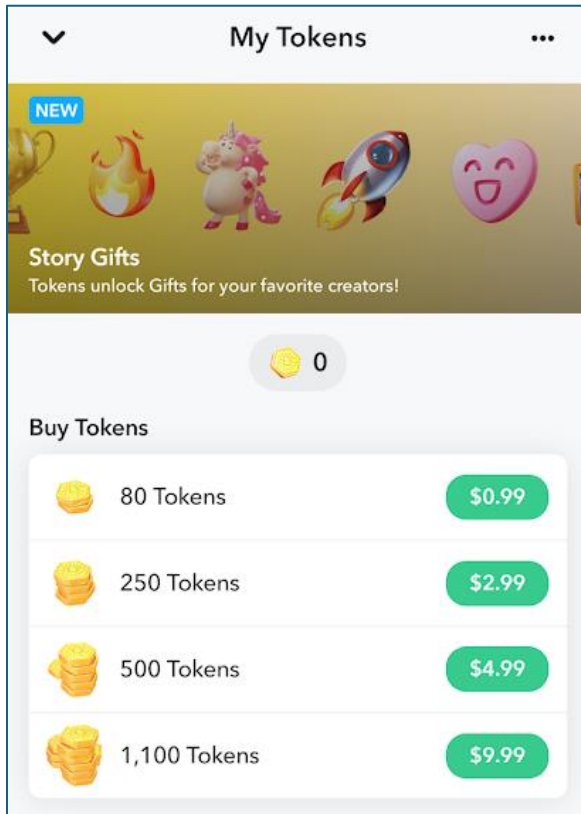 My Tokens
NEW
Story Gifts
Tokens unlock Gifts for your favorite creators!
0
Buy Tokens
80 Tokens $0.99
250 Tokens $2.99
500 Tokens $4.99
1,100 Tokens $9.99